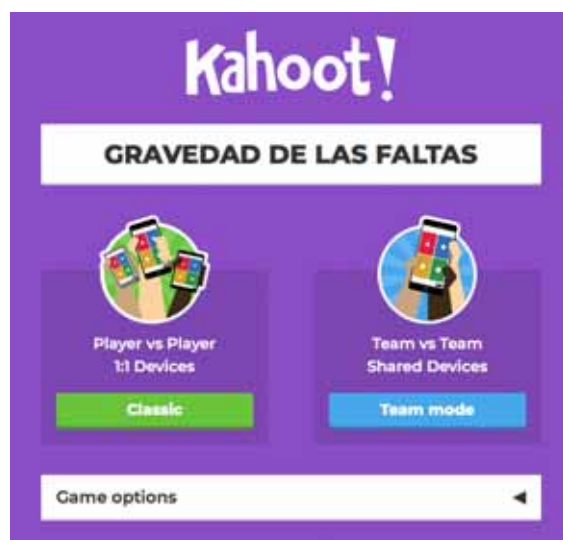 Kahoot!
GRAVEDAD DE LAS FALTAS
Player vs Player
1:1 Devices
Classic
Team vs Team
Shared Devices
Team mode
Game options